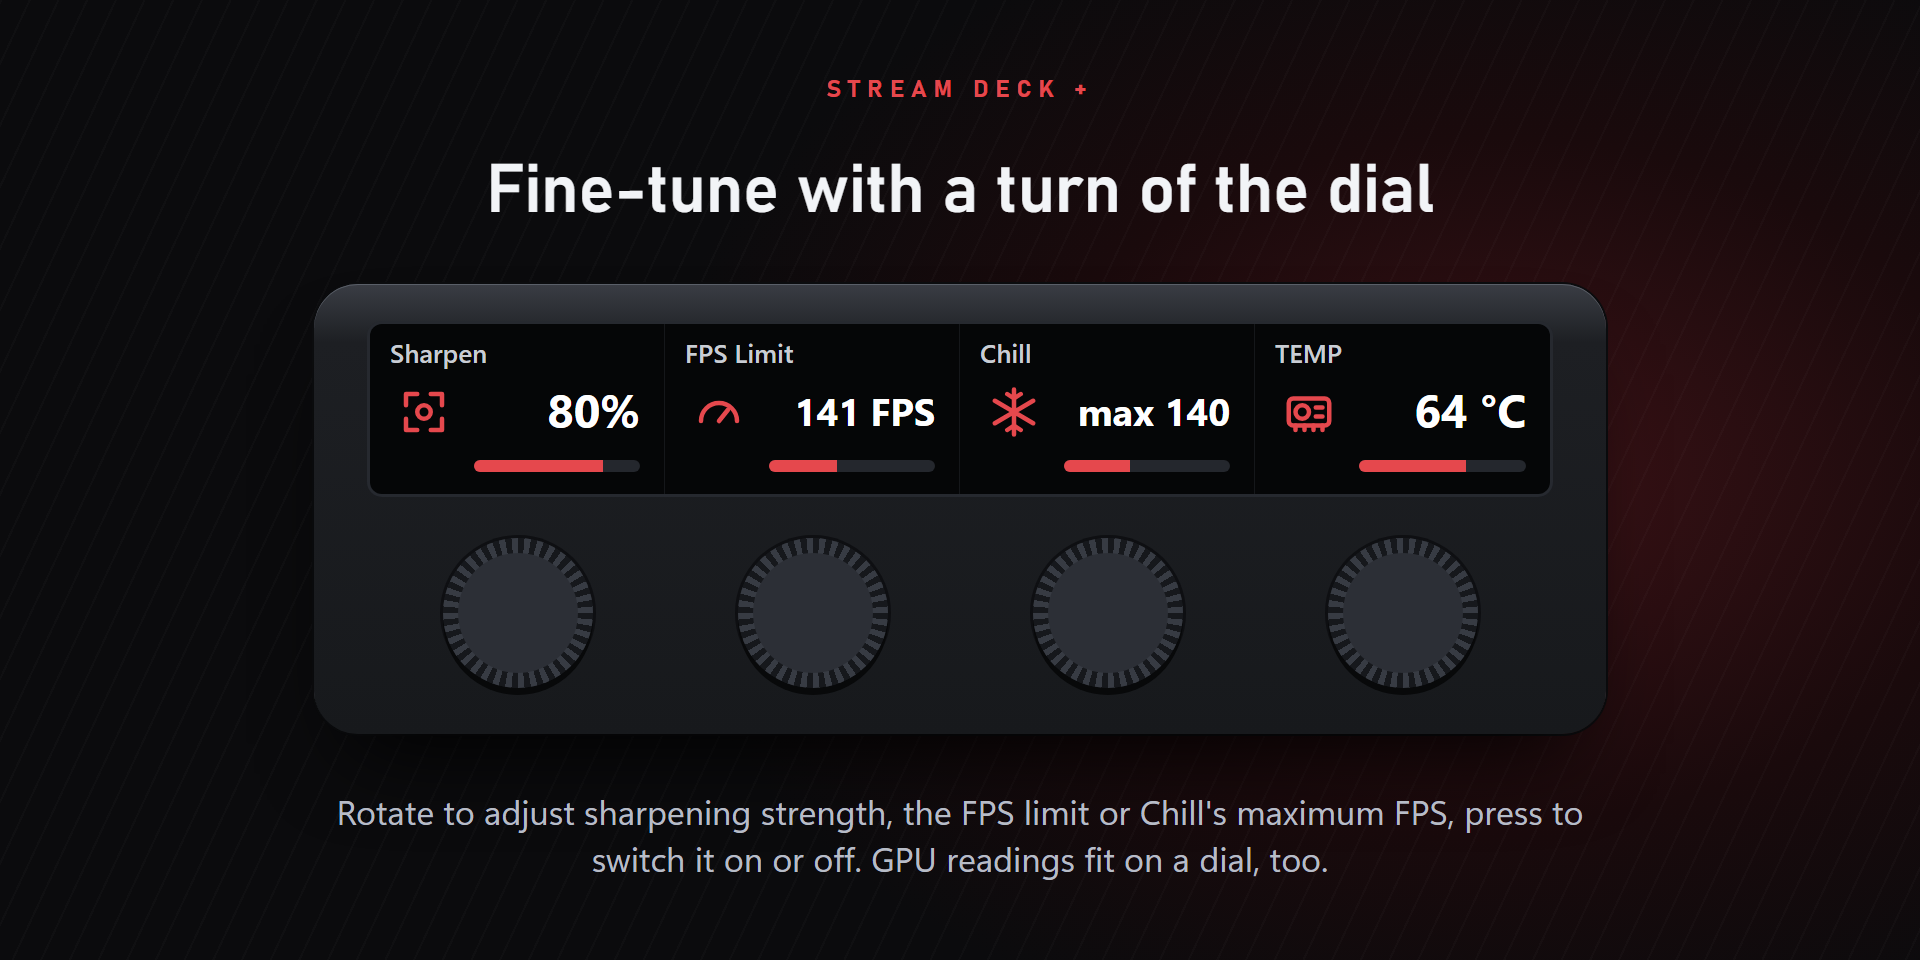 STREAM DECK +
Fine-tune with a turn of the dial
Sharpen
80%
FPS Limit
141 FPS
Chill
max 140
TEMP
64 °C
Rotate to adjust sharpening strength, the FPS limit or Chill's maximum FPS, press to
switch it on or off. GPU readings fit on a dial, too.